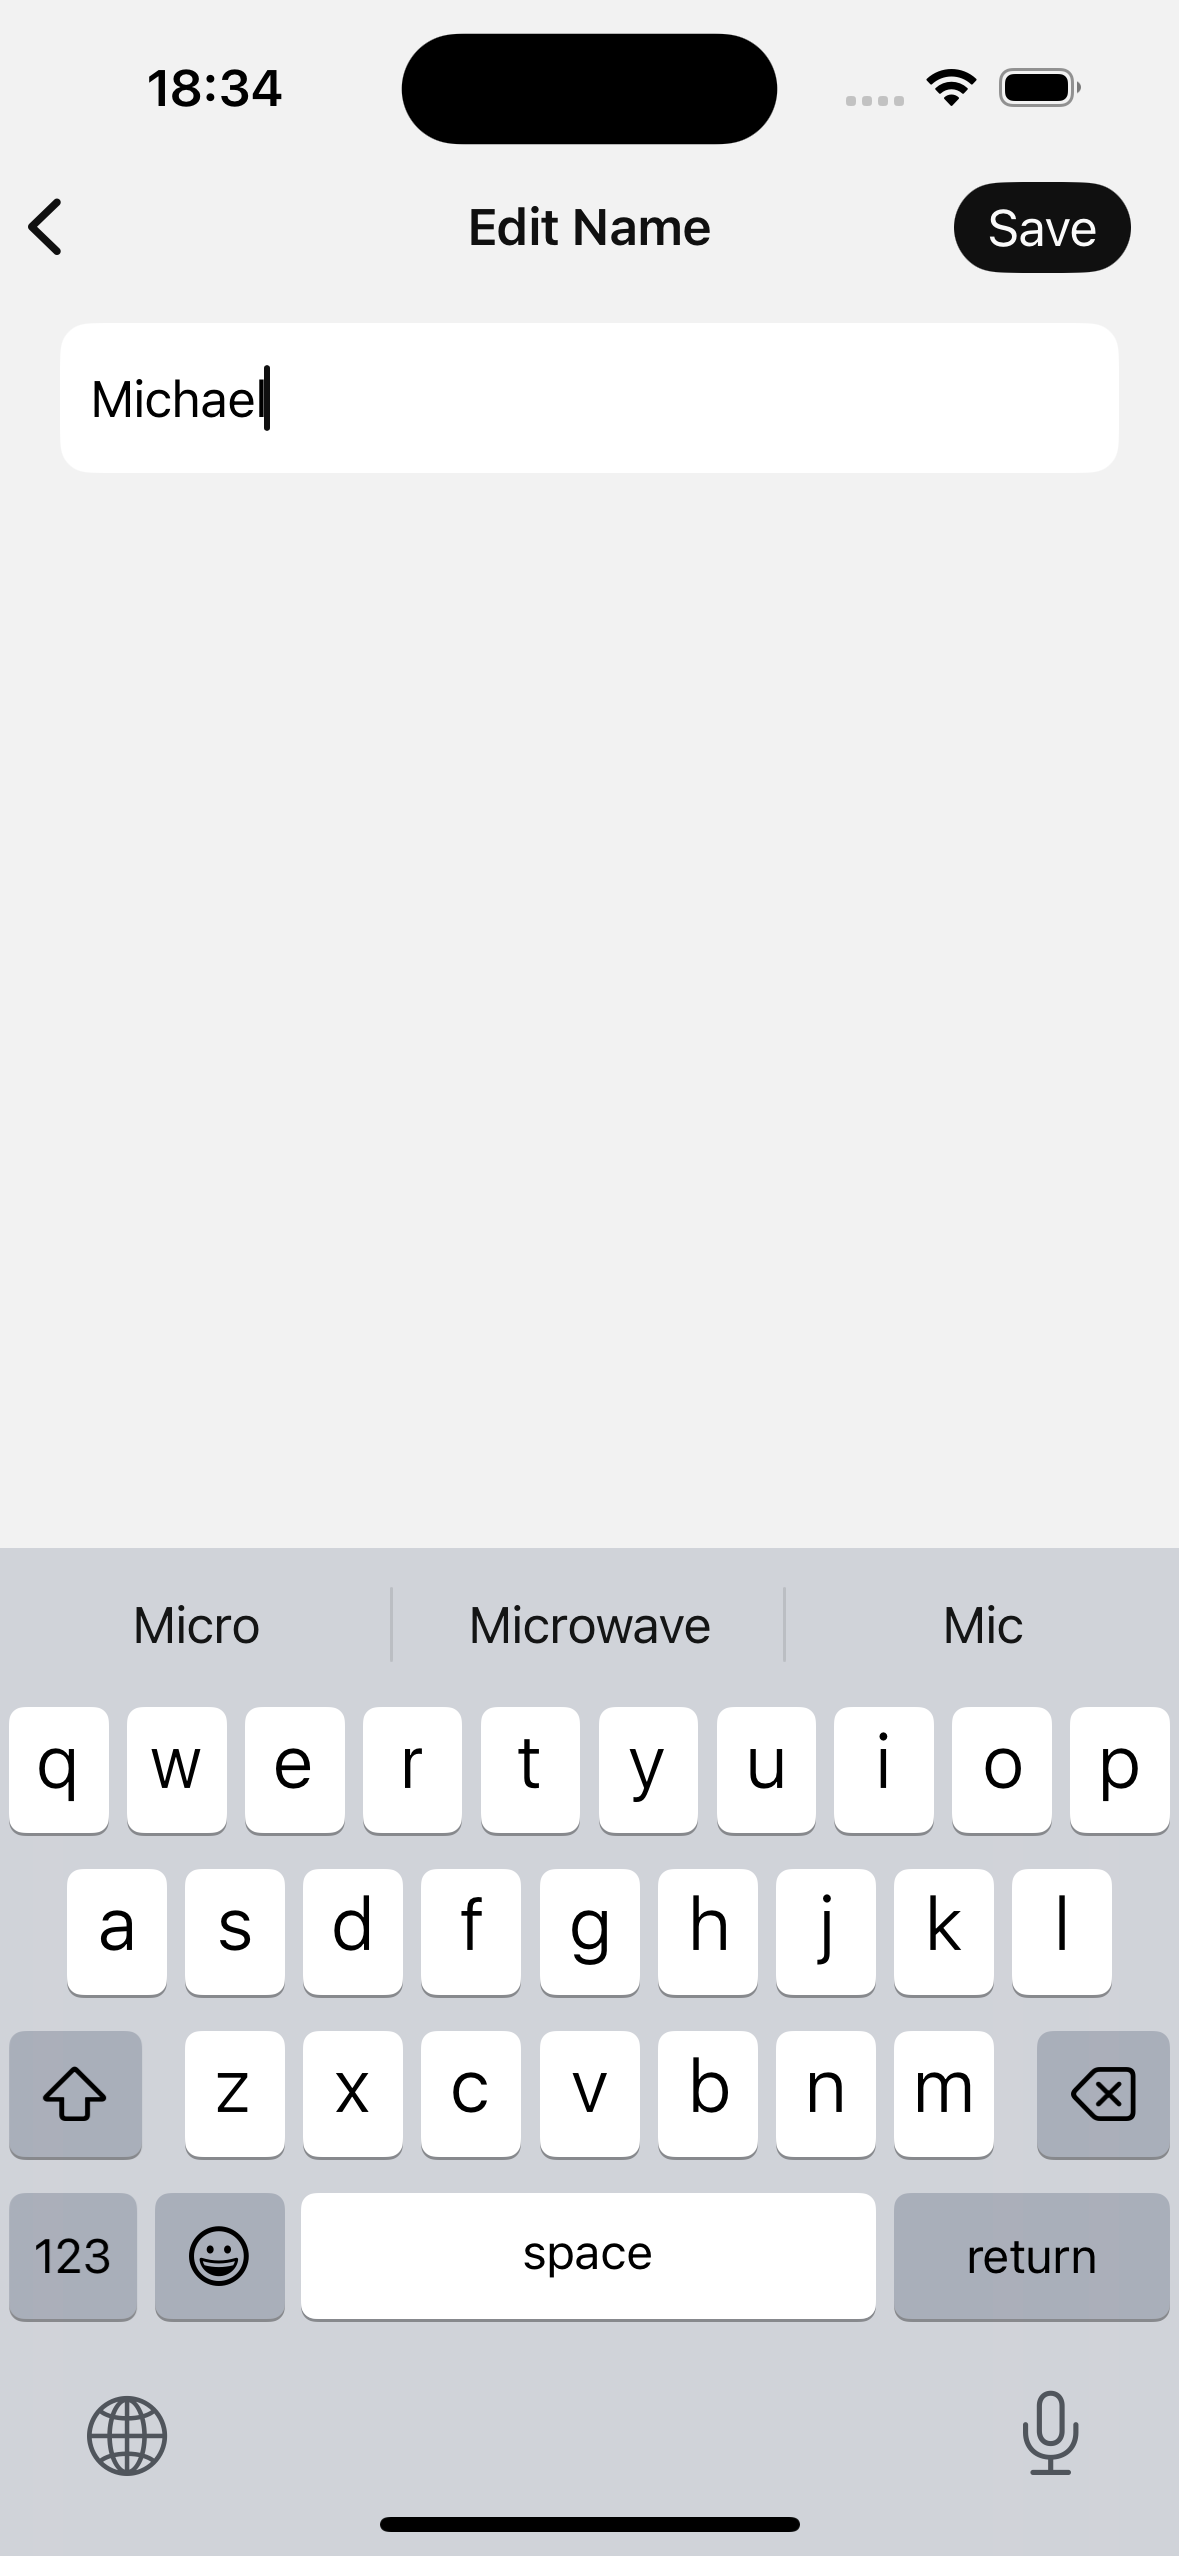 18:34
Edit Name
Save
Michael
Micro Microwave Mic
q w e r t y u i o p
a s d f g h j k l
z x c v b n m
123 space return